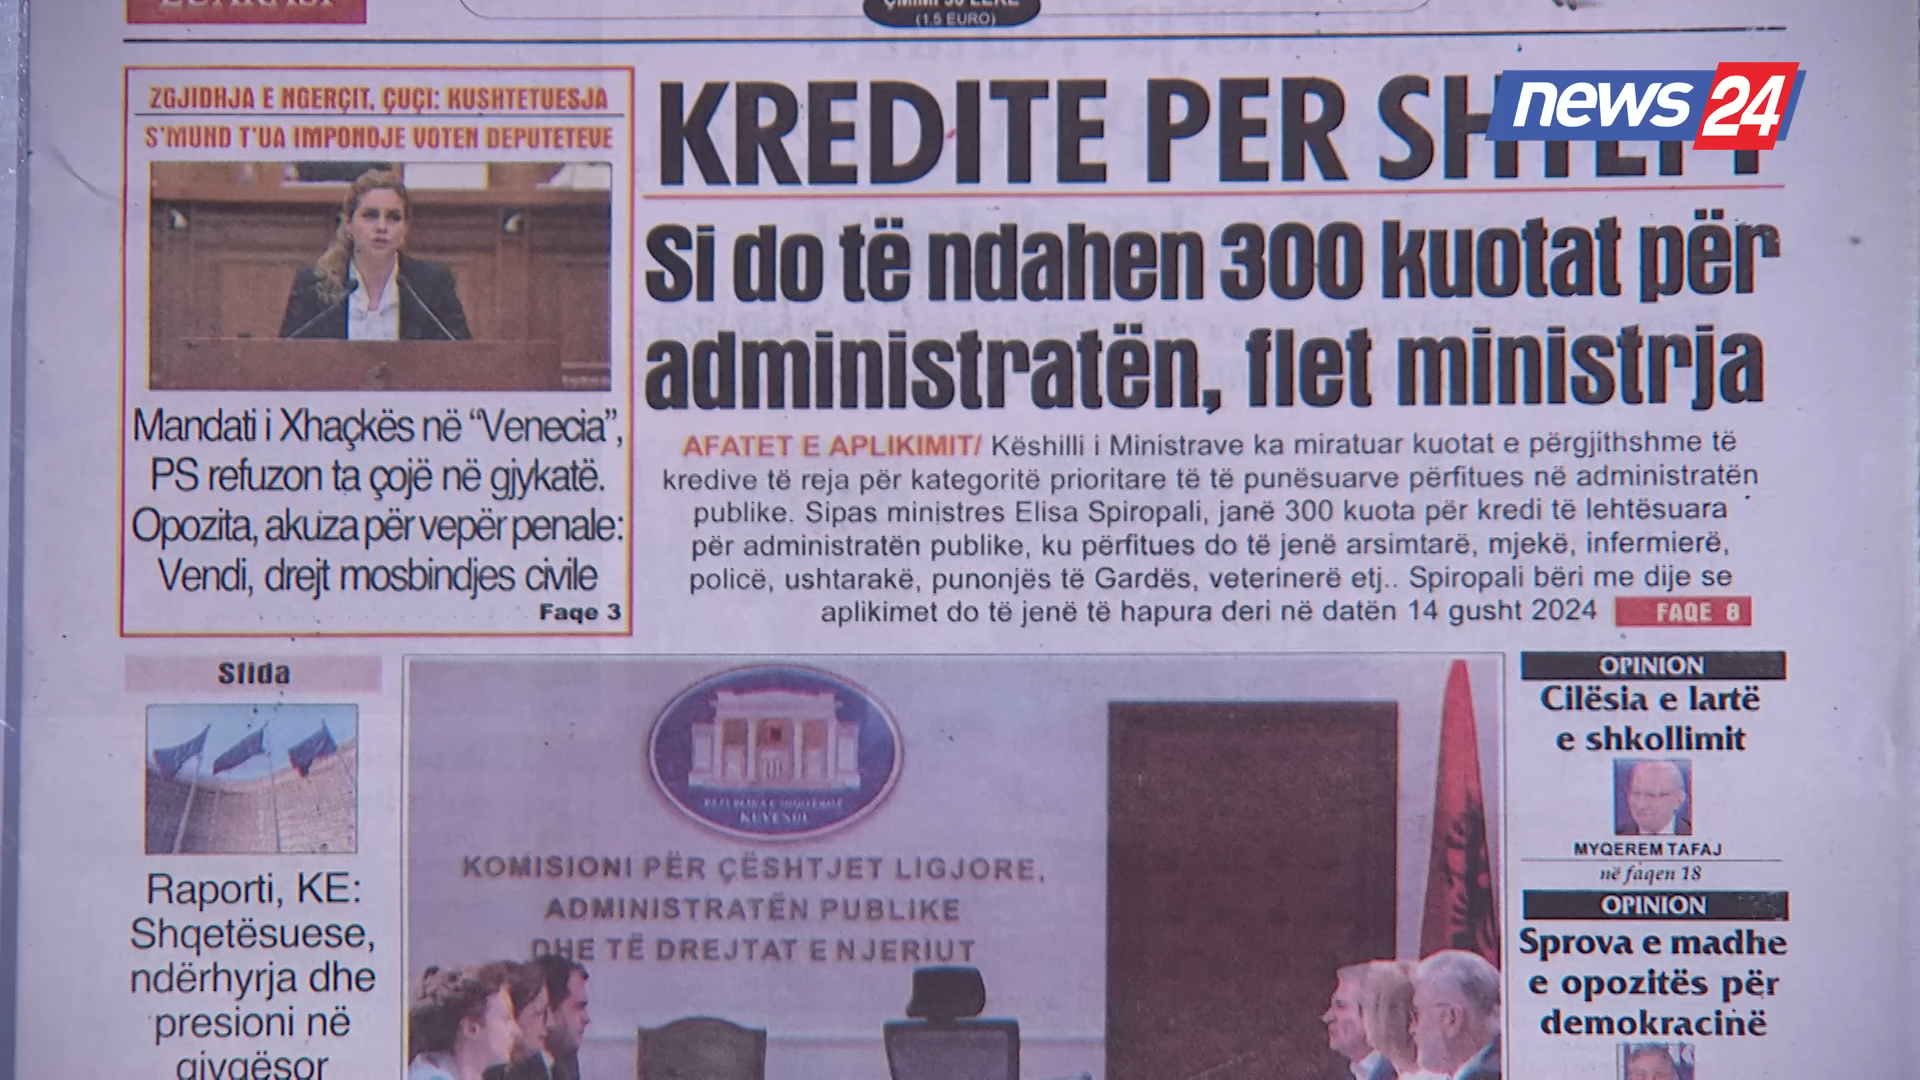 (1.5 EURO)
news 24
ZGJIDHJA E NGERÇIT, ÇUÇI: KUSHTETUESJA
S'MUND T'UA IMPONOJE VOTEN DEPUTETEVE
Mandati i Xhaçkës në “Venecia”,
PS refuzon ta çojë në gjykatë.
Opozita, akuza për vepër penale:
Vendi, drejt mosbindjes civile
Faqe 3
KREDITE PER
Si do të ndahen 300 kuotat për
administratën, flet ministrja
AFATET E APLIKIMIT/ Këshilli i Ministrave ka miratuar kuotat e përgjithshme të
kredive të reja për kategoritë prioritare të të punësuarve përfitues në administratën
publike. Sipas ministres Elisa Spiropali, janë 300 kuota për kredi të lehtësuara
për administratën publike, ku përfitues do të jenë arsimtarë, mjekë, infermierë,
policë, ushtarakë, punonjës të Gardës, veterinerë etj.. Spiropali bëri me dije se
aplikimet do të jenë të hapura deri në datën 14 gusht 2024 FAQE 8
Sfida
Raporti, KE:
Shqetësuese,
ndërhyrja dhe
presioni në
gjyqësor
REPUBLIKA E SHQIPËRISË
KUVENDI
KOMISIONI PËR ÇËSHTJET LIGJORE,
ADMINISTRATËN PUBLIKE
DHE TË DREJTAT E NJERIUT
OPINION
Cilësia e lartë
e shkollimit
MYQEREM TAFAJ
në faqen 18
OPINION
Sprova e madhe
e opozitës për
demokracinë